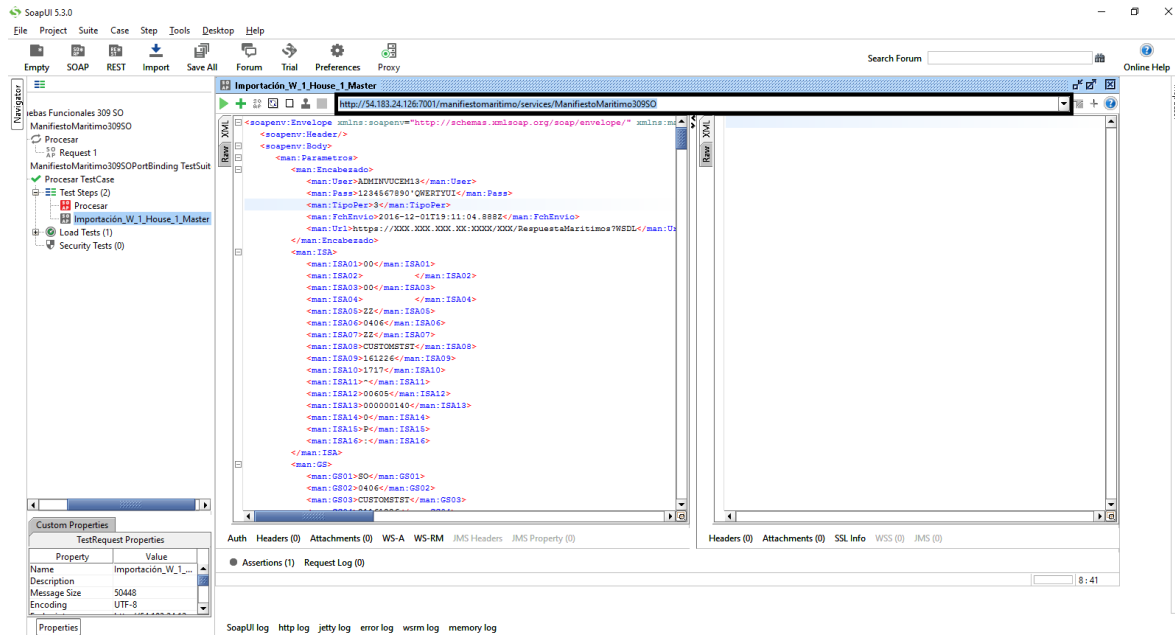 SoapUI 5.3.0
File Project Suite Case Step Tools Desktop Help
Empty SOAP REST Import Save All Forum Trial Preferences Proxy
Search Forum
Online Help
Navigator
ebas Funcionales 309 SO
ManifiestoMaritimo309SO
Procesar
Request 1
ManifiestoMaritimo309SOPortBinding TestSuit
Procesar TestCase
Test Steps (2)
Procesar
Importación_W_1_House_1_Master
Load Tests (1)
Security Tests (0)
Custom Properties
TestRequest Properties
Property Value
Name Importación_W_1_...
Description
Message Size 50448
Encoding UTF-8
Properties
Importación_W_1_House_1_Master
http://54.183.24.126:7001/manifiestomaritimo/services/ManifiestoMaritimo309SO
XML
Raw
<soapenv:Envelope xmlns:soapenv="http://schemas.xmlsoap.org/soap/envelope/" xmlns:ma
<soapenv:Header/>
<soapenv:Body>
<man:Parametros>
<man:Encabezado>
<man:User>ADMINVUCEM13</man:User>
<man:Pass>1234567890'QWERTYUI</man:Pass>
<man:TipoPer>3</man:TipoPer>
<man:FchEnvio>2016-12-01T19:11:04.888Z</man:FchEnvio>
<man:Url>https://XXX.XXX.XXX.XX:XXXX/XXX/RespuestaMaritimos?WSDL</man:Ur
</man:Encabezado>
<man:ISA>
<man:ISA01>00</man:ISA01>
<man:ISA02> </man:ISA02>
<man:ISA03>00</man:ISA03>
<man:ISA04> </man:ISA04>
<man:ISA05>ZZ</man:ISA05>
<man:ISA06>0406</man:ISA06>
<man:ISA07>ZZ</man:ISA07>
<man:ISA08>CUSTOMSTST</man:ISA08>
<man:ISA09>161226</man:ISA09>
<man:ISA10>1717</man:ISA10>
<man:ISA11>~</man:ISA11>
<man:ISA12>00605</man:ISA12>
<man:ISA13>000000140</man:ISA13>
<man:ISA14>0</man:ISA14>
<man:ISA15>P</man:ISA15>
<man:ISA16>:</man:ISA16>
</man:ISA>
<man:GS>
<man:GS01>SO</man:GS01>
<man:GS02>0406</man:GS02>
<man:GS03>CUSTOMSTST</man:GS03>
XML
Raw
Auth Headers (0) Attachments (0) WS-A WS-RM JMS Headers JMS Property (0)
Headers (0) Attachments (0) SSL Info WSS (0) JMS (0)
Assertions (1) Request Log (0)
8 : 41
SoapUI log http log jetty log error log wsrm log memory log